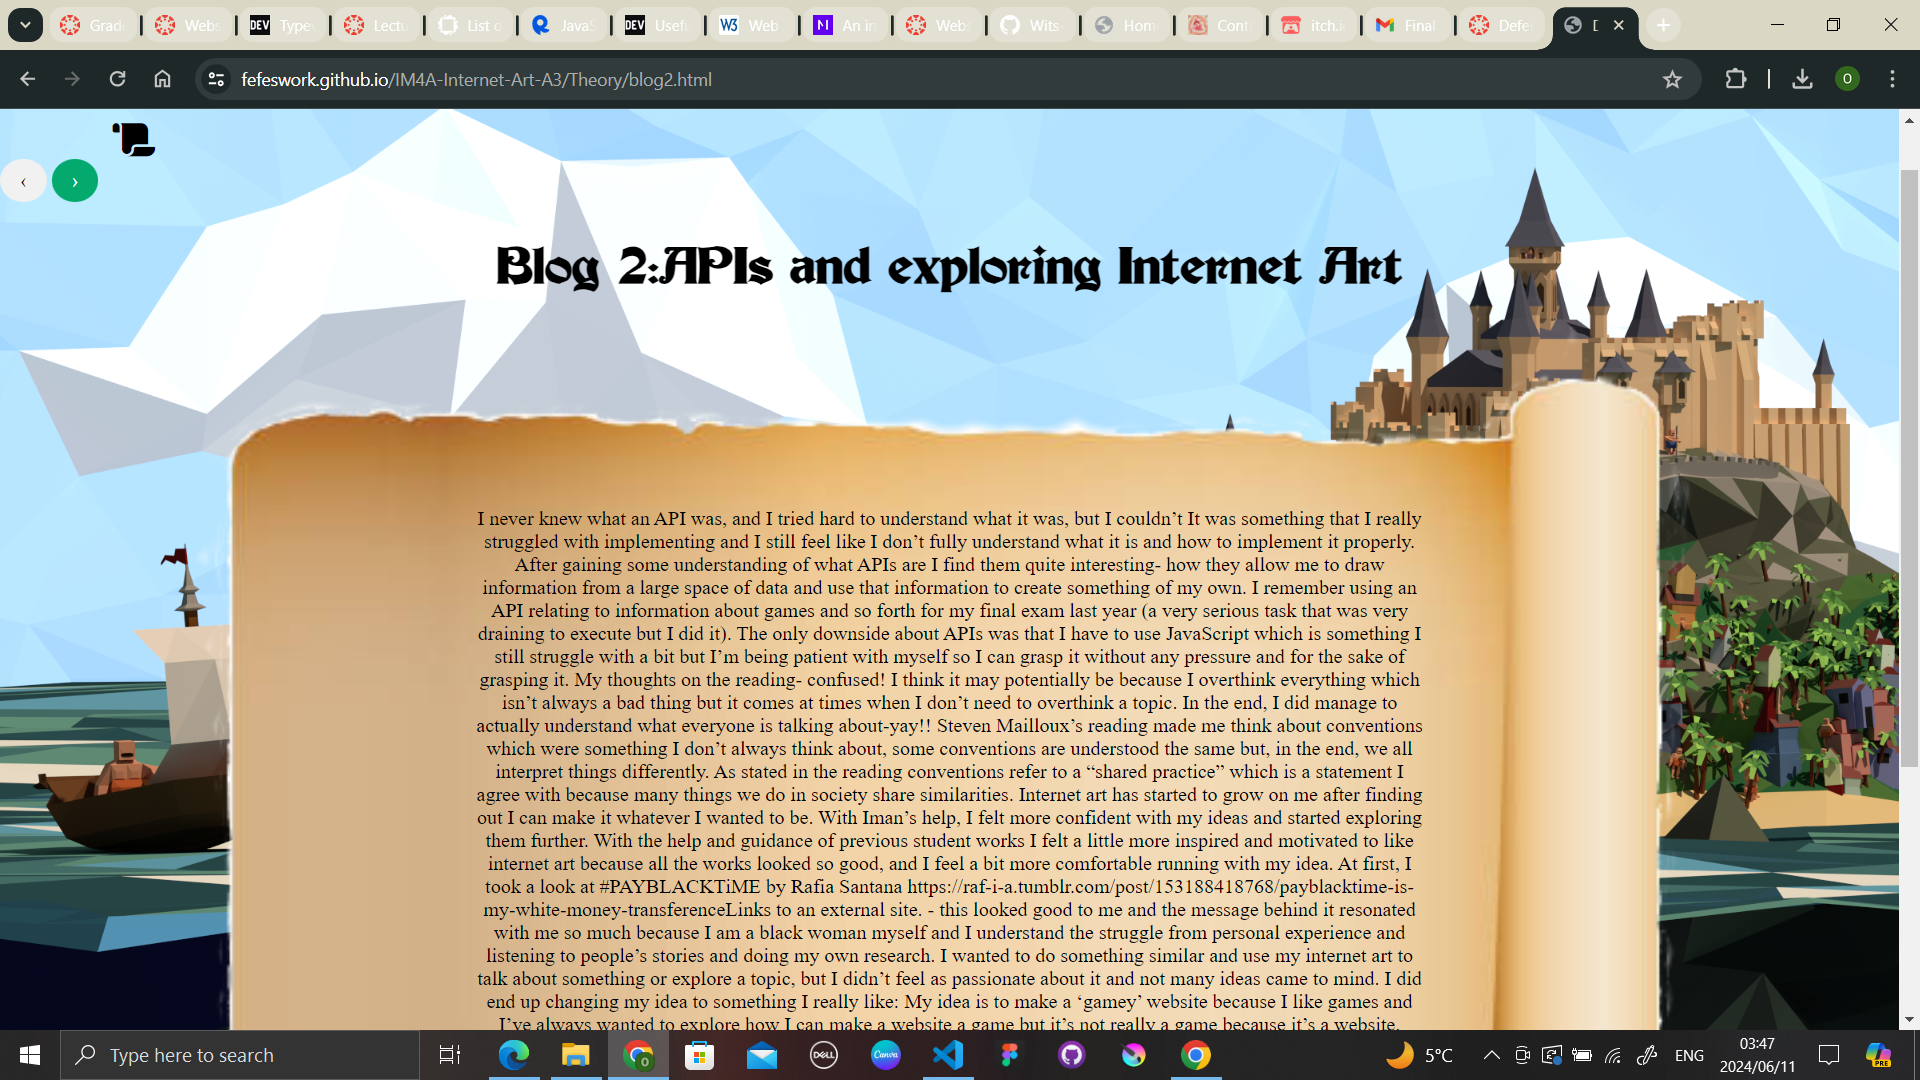 Grad
Webs
DEV
Type
Lectu
List o
JavaS
DEV
Usef
W3
Web
N
An in
Webs
Wits
Home
Cont
itch.i
Final
Defe
fefeswork.github.io/IM4A-Internet-Art-A3/Theory/blog2.html
O
‹ ›
Blog 2:APIs and exploring Internet Art
I never knew what an API was, and I tried hard to understand what it was, but I couldn’t It was something that I really
struggled with implementing and I still feel like I don’t fully understand what it is and how to implement it properly.
After gaining some understanding of what APIs are I find them quite interesting- how they allow me to draw
information from a large space of data and use that information to create something of my own. I remember using an
API relating to information about games and so forth for my final exam last year (a very serious task that was very
draining to execute but I did it). The only downside about APIs was that I have to use JavaScript which is something I
still struggle with a bit but I’m being patient with myself so I can grasp it without any pressure and for the sake of
grasping it. My thoughts on the reading- confused! I think it may potentially be because I overthink everything which
isn’t always a bad thing but it comes at times when I don’t need to overthink a topic. In the end, I did manage to
actually understand what everyone is talking about-yay!! Steven Mailloux’s reading made me think about conventions
which were something I don’t always think about, some conventions are understood the same but, in the end, we all
interpret things differently. As stated in the reading conventions refer to a “shared practice” which is a statement I
agree with because many things we do in society share similarities. Internet art has started to grow on me after finding
out I can make it whatever I wanted to be. With Iman’s help, I felt more confident with my ideas and started exploring
them further. With the help and guidance of previous student works I felt a little more inspired and motivated to like
internet art because all the works looked so good, and I feel a bit more comfortable running with my idea. At first, I
took a look at #PAYBLACKTiME by Rafia Santana https://raf-i-a.tumblr.com/post/153188418768/payblacktime-is-
my-white-money-transferenceLinks to an external site. - this looked good to me and the message behind it resonated
with me so much because I am a black woman myself and I understand the struggle from personal experience and
listening to people’s stories and doing my own research. I wanted to do something similar and use my internet art to
talk about something or explore a topic, but I didn’t feel as passionate about it and not many ideas came to mind. I did
end up changing my idea to something I really like: My idea is to make a ‘gamey’ website because I like games and
I’ve always wanted to explore how I can make a website a game but it’s not really a game because it’s a website.
Type here to search
DELL
Canva
5°C
ENG
03:47
2024/06/11
PRE